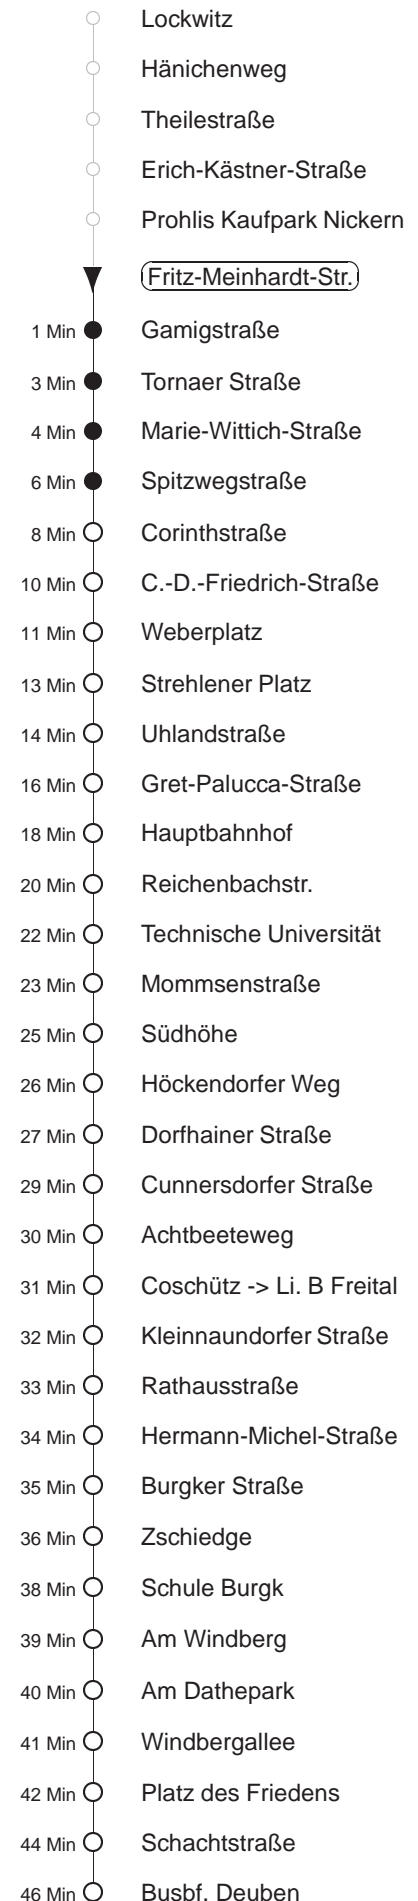 Lockwitz
Hänichenweg
Theilestraße
Erich-Kästner-Straße
Prohlis Kaufpark Nickern
Fritz-Meinhardt-Str.
1 Min Gamigstraße
3 Min Tornaer Straße
4 Min Marie-Wittich-Straße
6 Min Spitzwegstraße
8 Min Corinthstraße
10 Min C.-D.-Friedrich-Straße
11 Min Weberplatz
13 Min Strehlener Platz
14 Min Uhlandstraße
16 Min Gret-Palucca-Straße
18 Min Hauptbahnhof
20 Min Reichenbachstr.
22 Min Technische Universität
23 Min Mommsenstraße
25 Min Südhöhe
26 Min Höckendorfer Weg
27 Min Dorfhainer Straße
29 Min Cunnersdorfer Straße
30 Min Achtbeeteweg
31 Min Coschütz -> Li. B Freital
32 Min Kleinnaundorfer Straße
33 Min Rathausstraße
34 Min Hermann-Michel-Straße
35 Min Burgker Straße
36 Min Zschiedge
38 Min Schule Burgk
39 Min Am Windberg
40 Min Am Dathepark
41 Min Windbergallee
42 Min Platz des Friedens
44 Min Schachtstraße
46 Min Busbf. Deuben